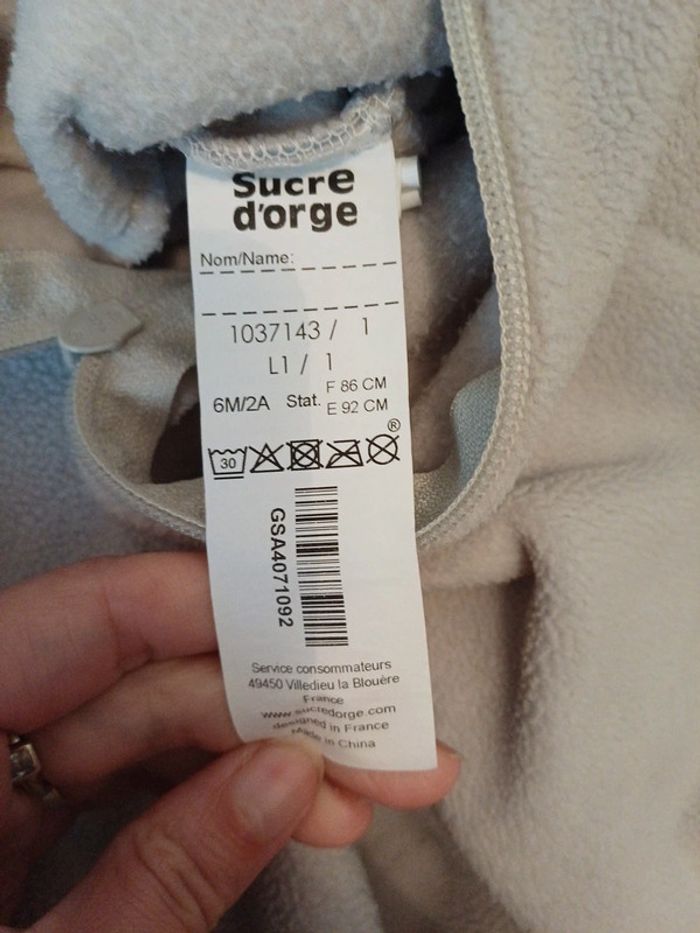 Sucre
d'orge
Nom/Name:
1037143 / 1
L1 / 1
6M/2A Stat. F 86 CM
E 92 CM
®
30
GSA4071092
Service consommateurs
49450 Villedieu la Blouère
France
www.sucredorge.com
designed in France
Made in China